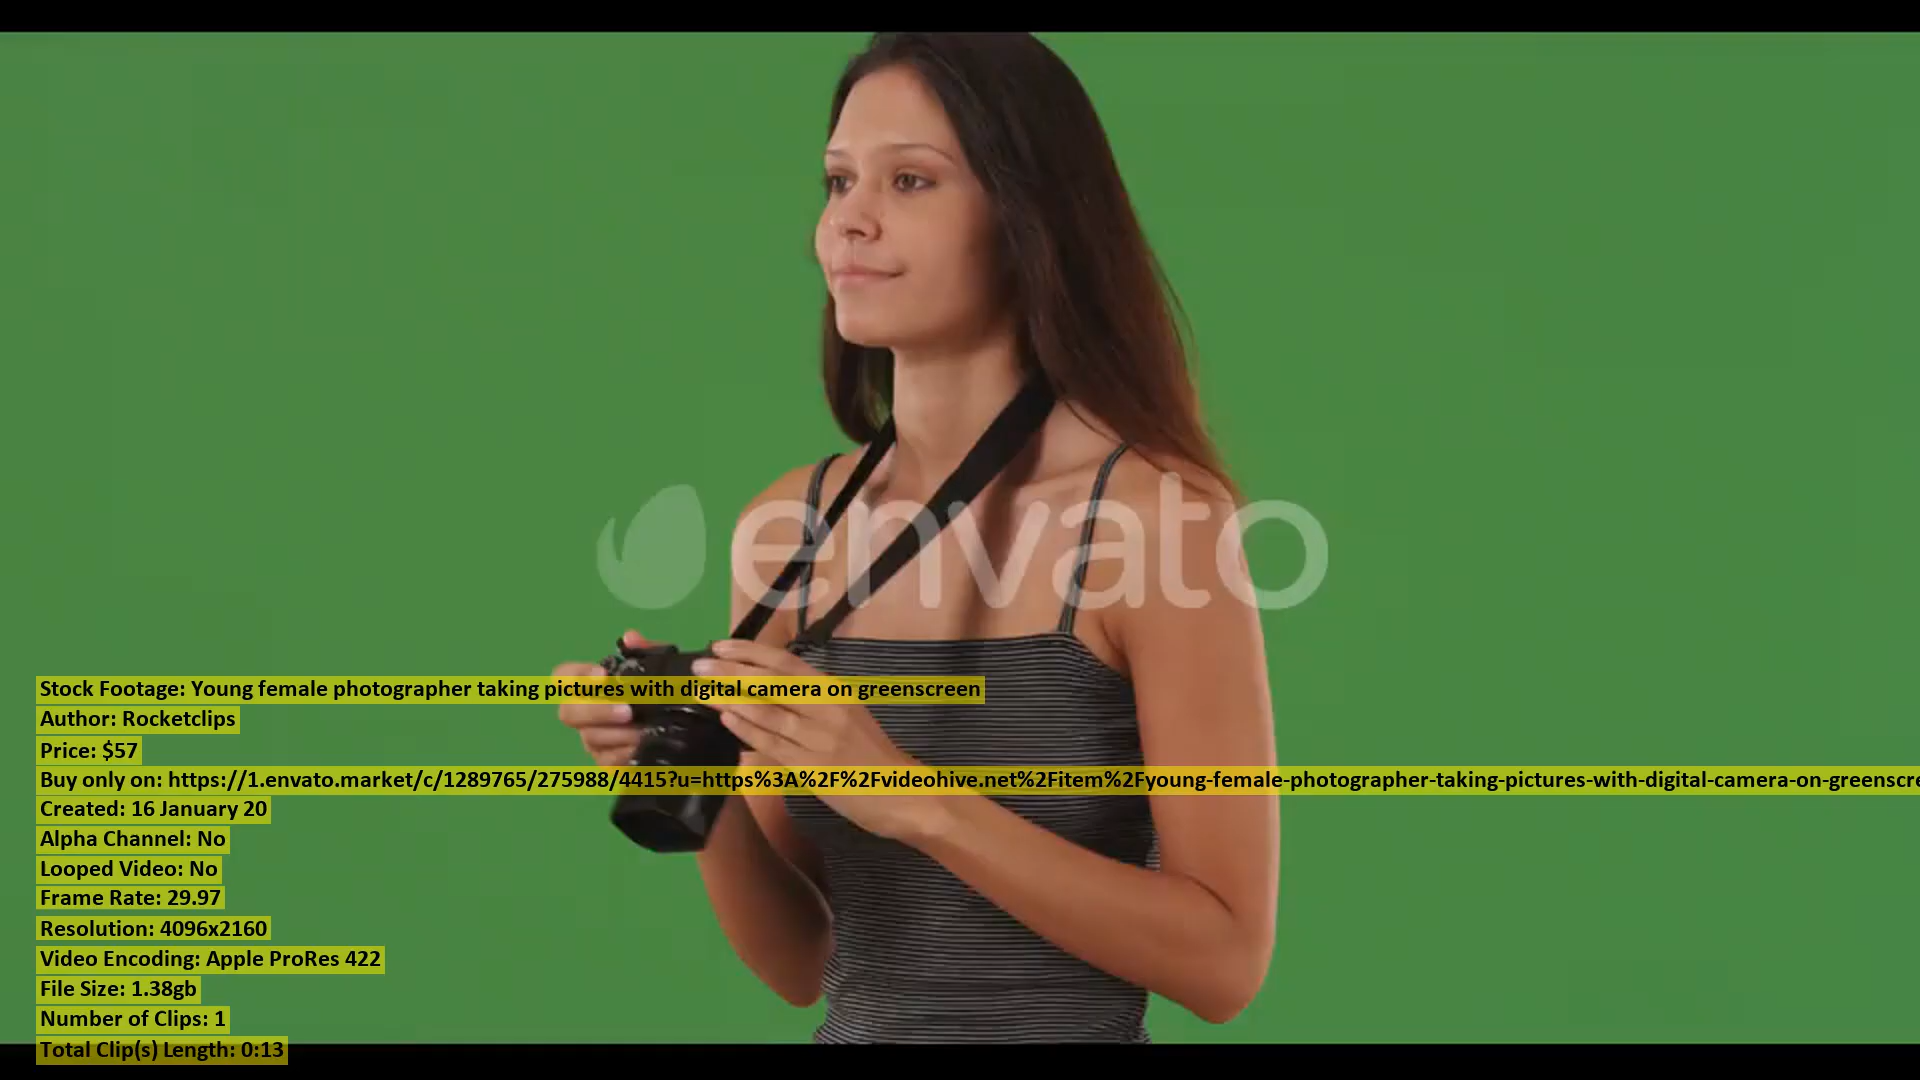 envato
Stock Footage: Young female photographer taking pictures with digital camera on greenscreen
Author: Rocketclips
Price: $57
Buy only on: https://1.envato.market/c/1289765/275988/4415?u=https%3A%2F%2Fvideohive.net%2Fitem%2Fyoung-female-photographer-taking-pictures-with-digital-camera-on-greenscre
Created: 16 January 20
Alpha Channel: No
Looped Video: No
Frame Rate: 29.97
Resolution: 4096x2160
Video Encoding: Apple ProRes 422
File Size: 1.38gb
Number of Clips: 1
Total Clip(s) Length: 0:13